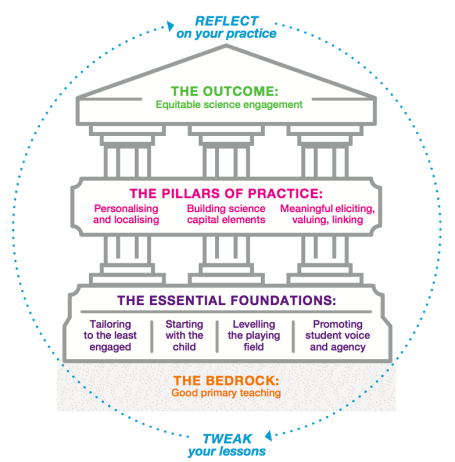 REFLECT
on your practice
THE OUTCOME:
Equitable science engagement
THE PILLARS OF PRACTICE:
Personalising
and localising
Building science
capital elements
Meaningful eliciting,
valuing, linking
THE ESSENTIAL FOUNDATIONS:
Tailoring
to the least
engaged
Starting
with the
child
Levelling
the playing
field
Promoting
student voice
and agency
THE BEDROCK:
Good primary teaching
TWEAK
your lessons